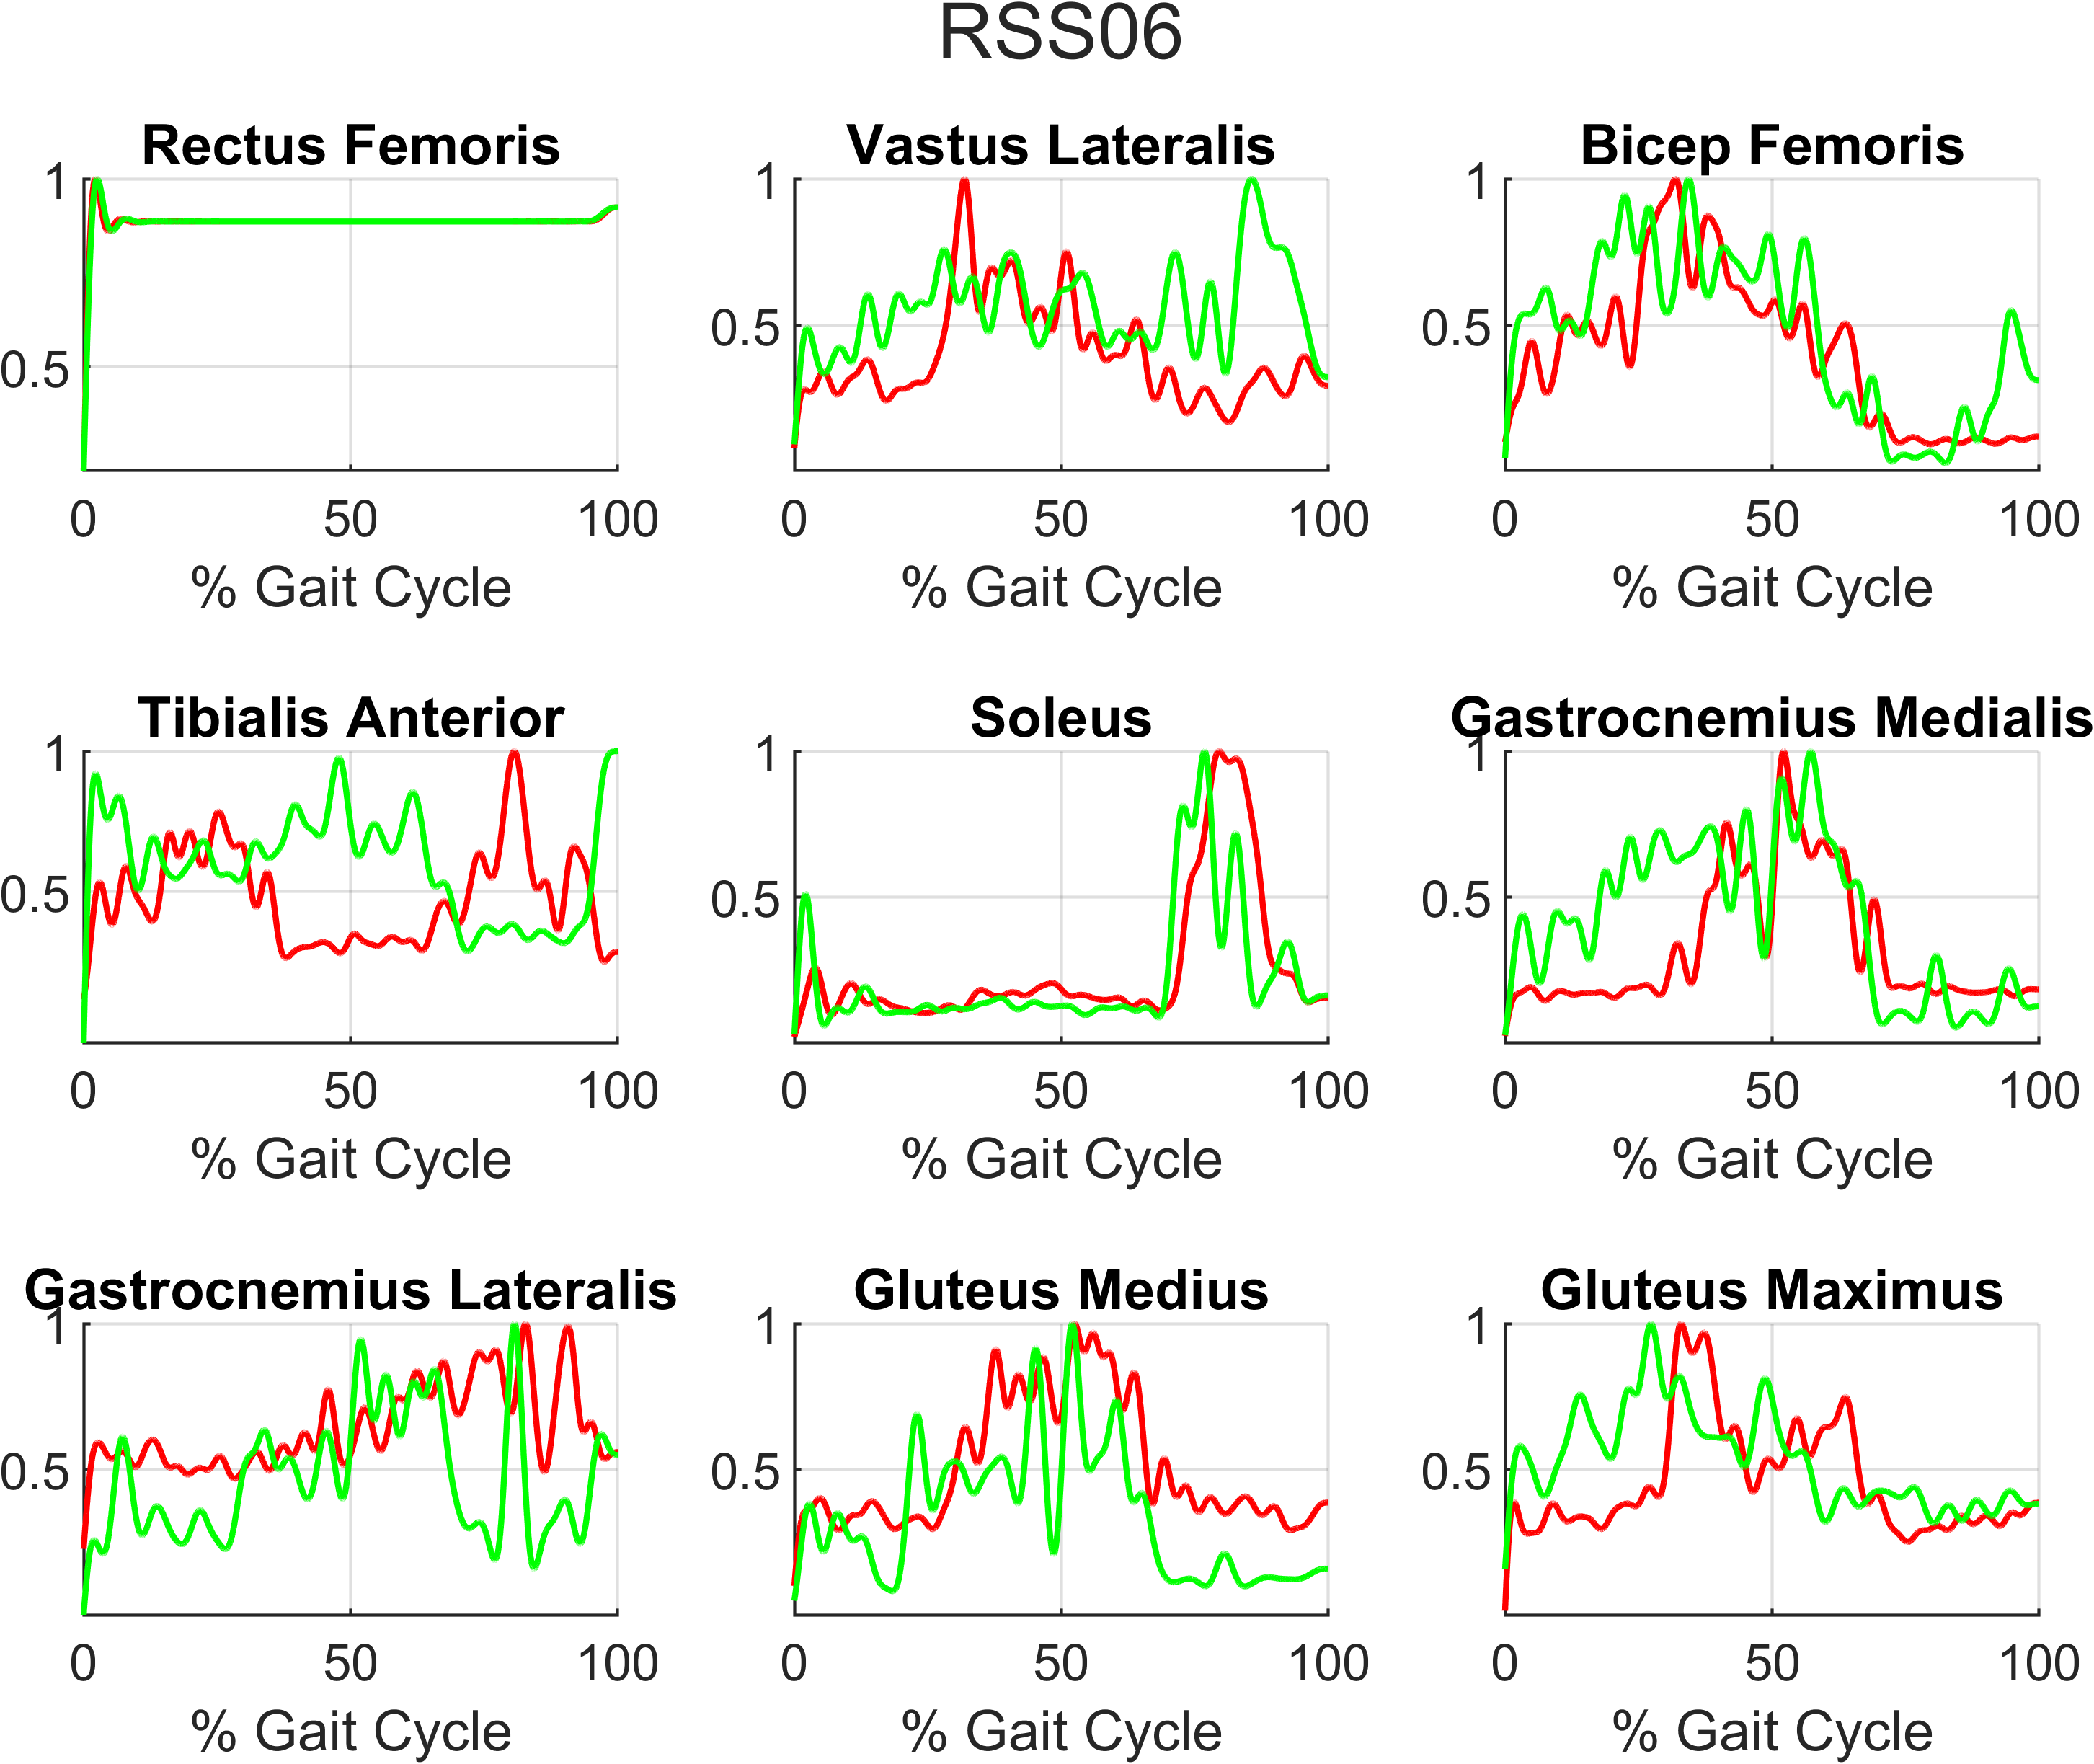 RSS06
Rectus Femoris
1
0.5
0 50 100
% Gait Cycle
Vastus Lateralis
1
0.5
0 50 100
% Gait Cycle
Bicep Femoris
1
0.5
0 50 100
% Gait Cycle
Tibialis Anterior
1
0.5
0 50 100
% Gait Cycle
Soleus
1
0.5
0 50 100
% Gait Cycle
Gastrocnemius Medialis
1
0.5
0 50 100
% Gait Cycle
Gastrocnemius Lateralis
1
0.5
0 50 100
% Gait Cycle
Gluteus Medius
1
0.5
0 50 100
% Gait Cycle
Gluteus Maximus
1
0.5
0 50 100
% Gait Cycle